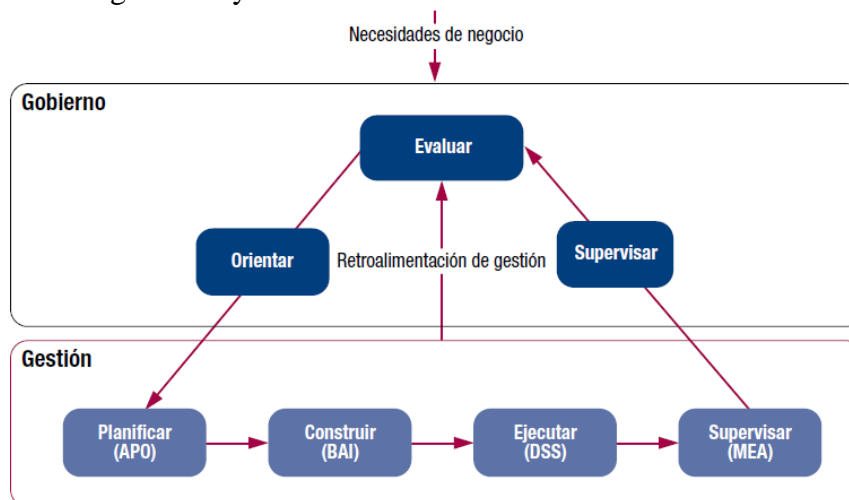 Necesidades de negocio
Gobierno
Evaluar
Orientar
Retroalimentación de gestión
Supervisar
Gestión
Planificar
(APO)
Construir
(BAI)
Ejecutar
(DSS)
Supervisar
(MEA)